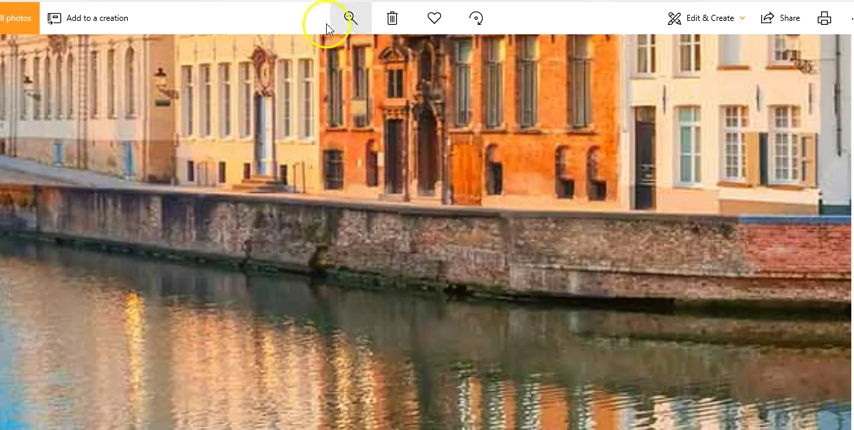 ll photos
Add to a creation
Edit & Create
Share